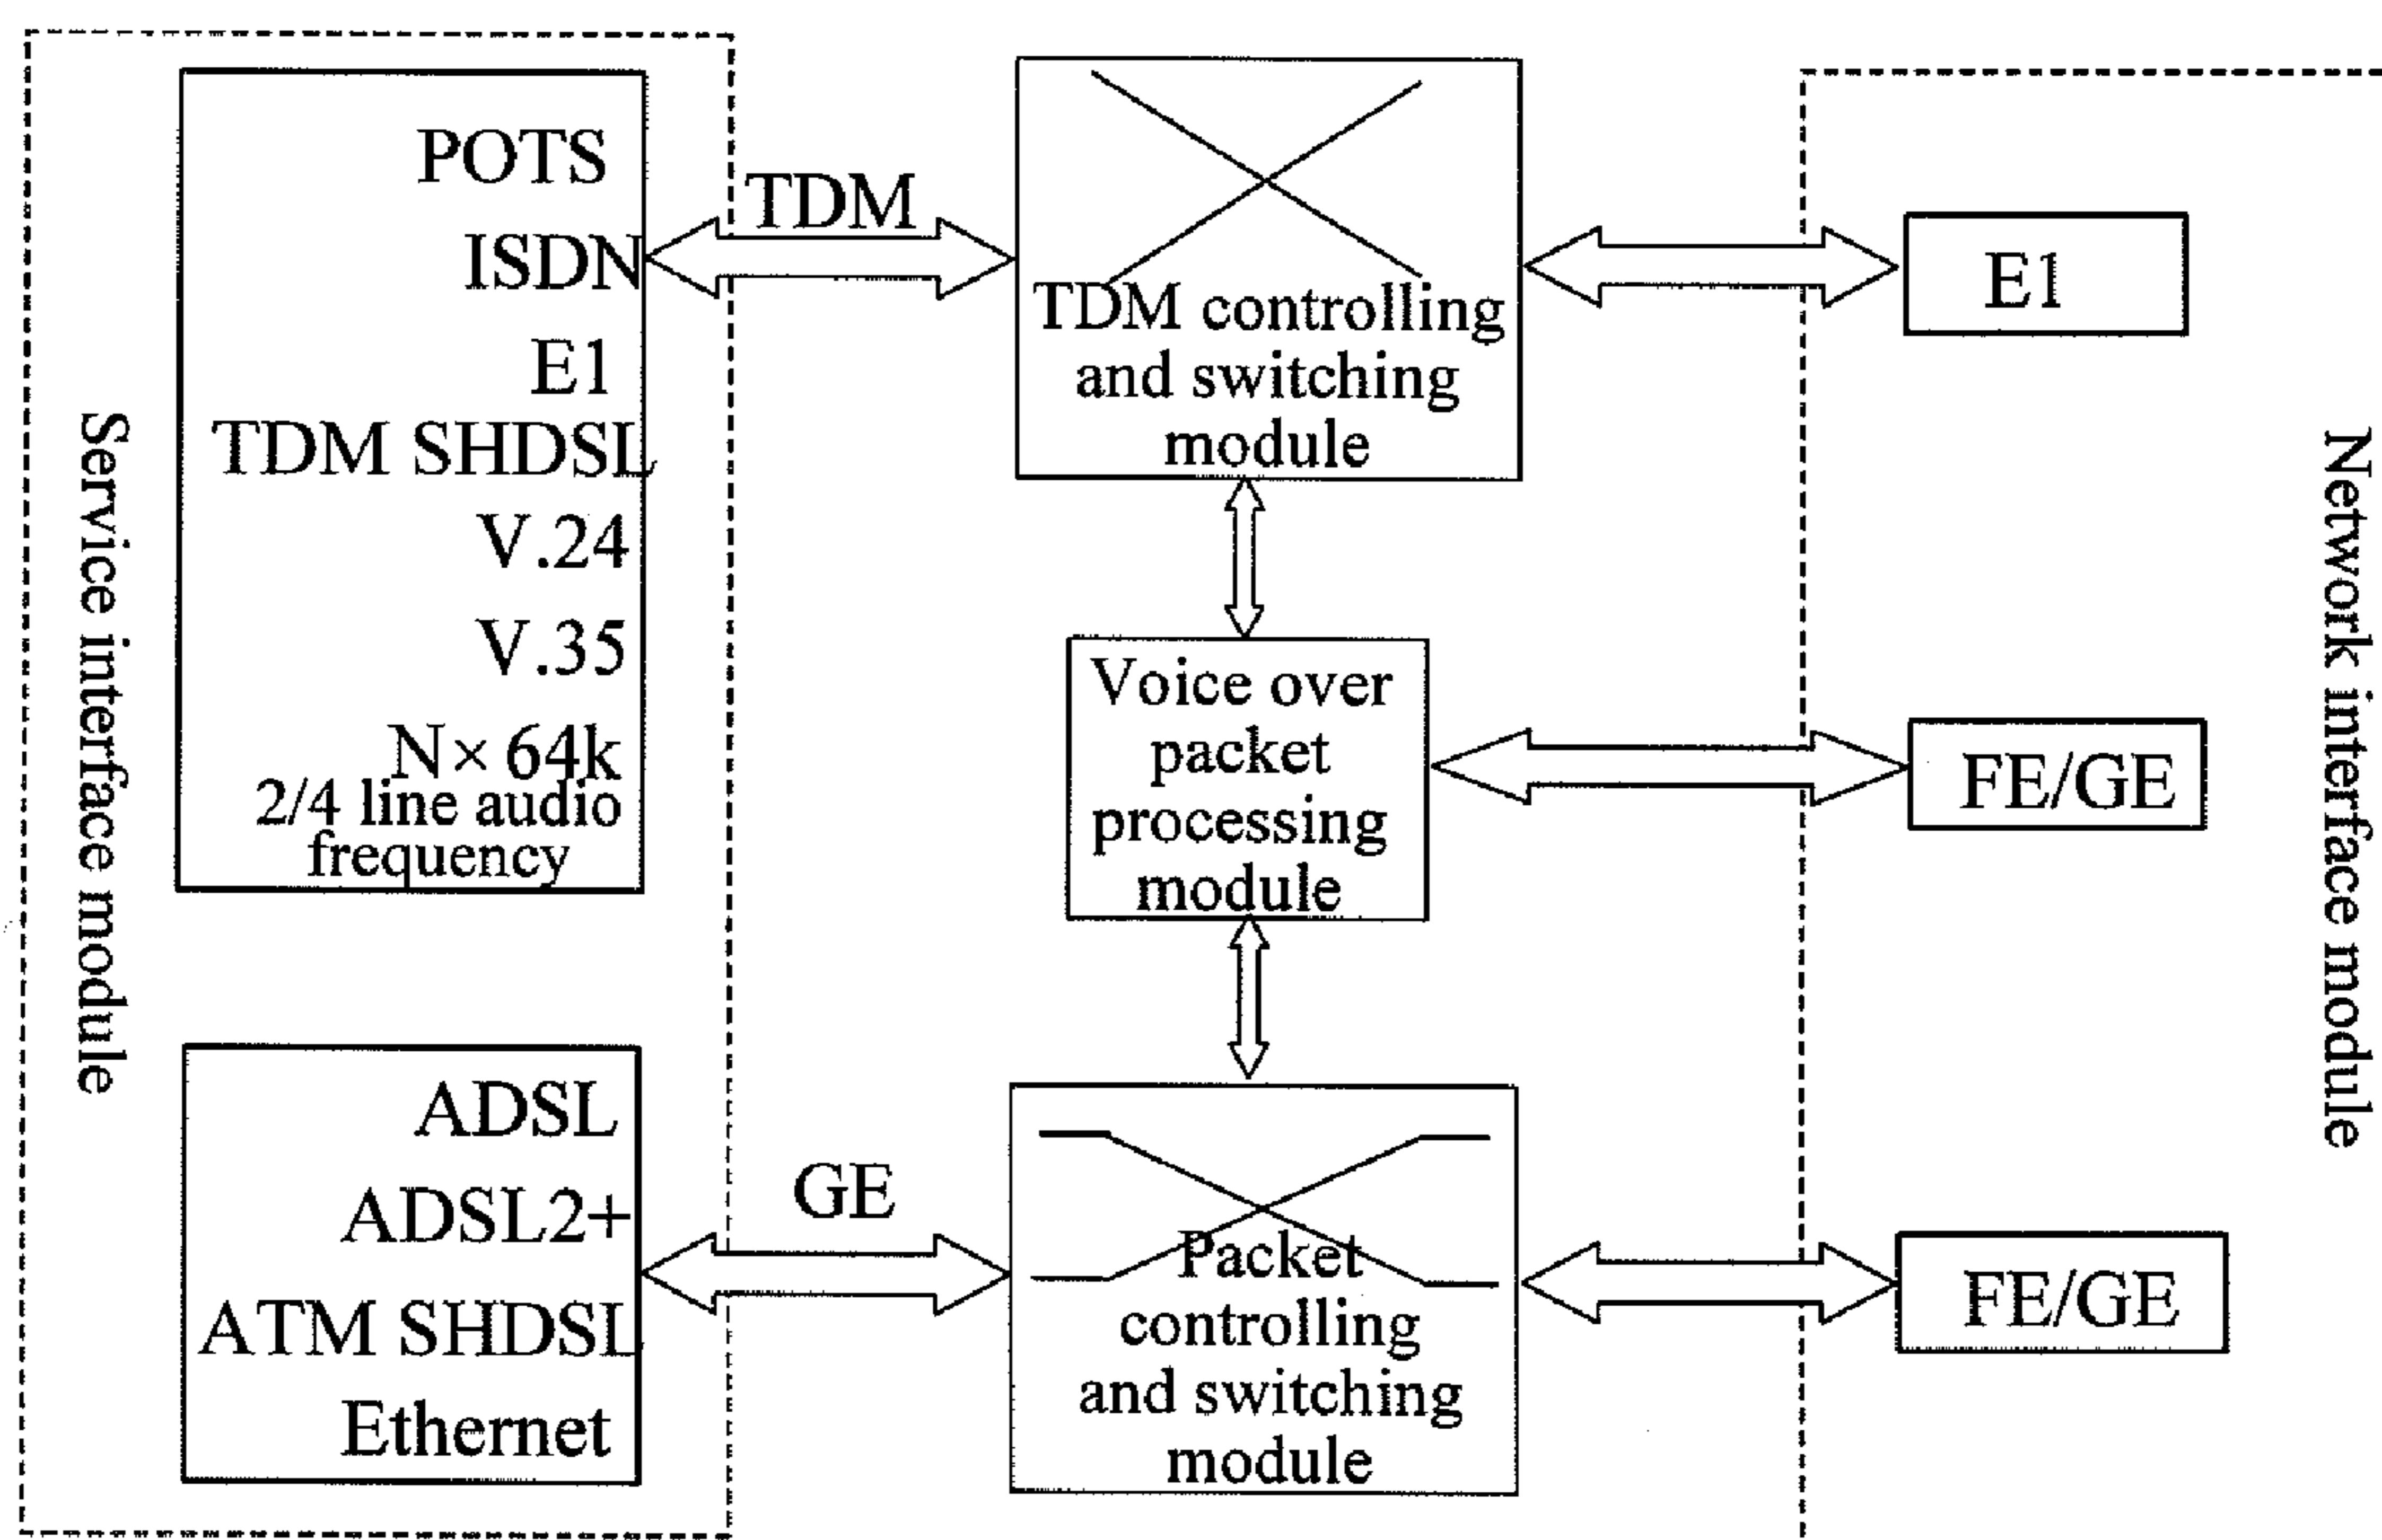 Service interface module
POTS
ISDN
E1
TDM SHDSL
V.24
V.35
N× 64k
2/4 line audio
frequency
ADSL
ADSL2+
ATM SHDSL
Ethernet
TDM
GE
TDM controlling
and switching
module
Voice over
packet
processing
module
Packet
controlling
and switching
module
E1
FE/GE
FE/GE
Network interface module